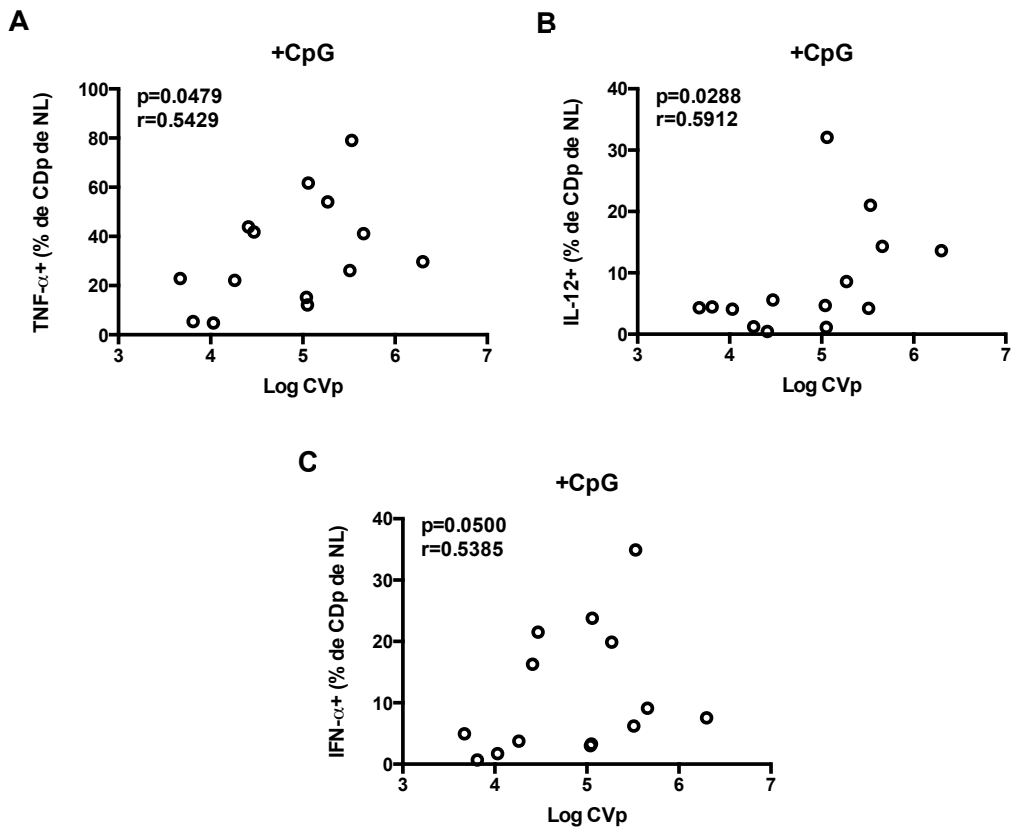 A
+CpG
p=0.0479
r=0.5429
TNF-α+ (% de CDp de NL)
100
80
60
40
20
0
3 4 5 6 7
Log CVp
B
+CpG
p=0.0288
r=0.5912
IL-12+ (% de CDp de NL)
40
30
20
10
0
3 4 5 6 7
Log CVp
C
+CpG
p=0.0500
r=0.5385
IFN-α+ (% de CDp de NL)
40
30
20
10
0
3 4 5 6 7
Log CVp